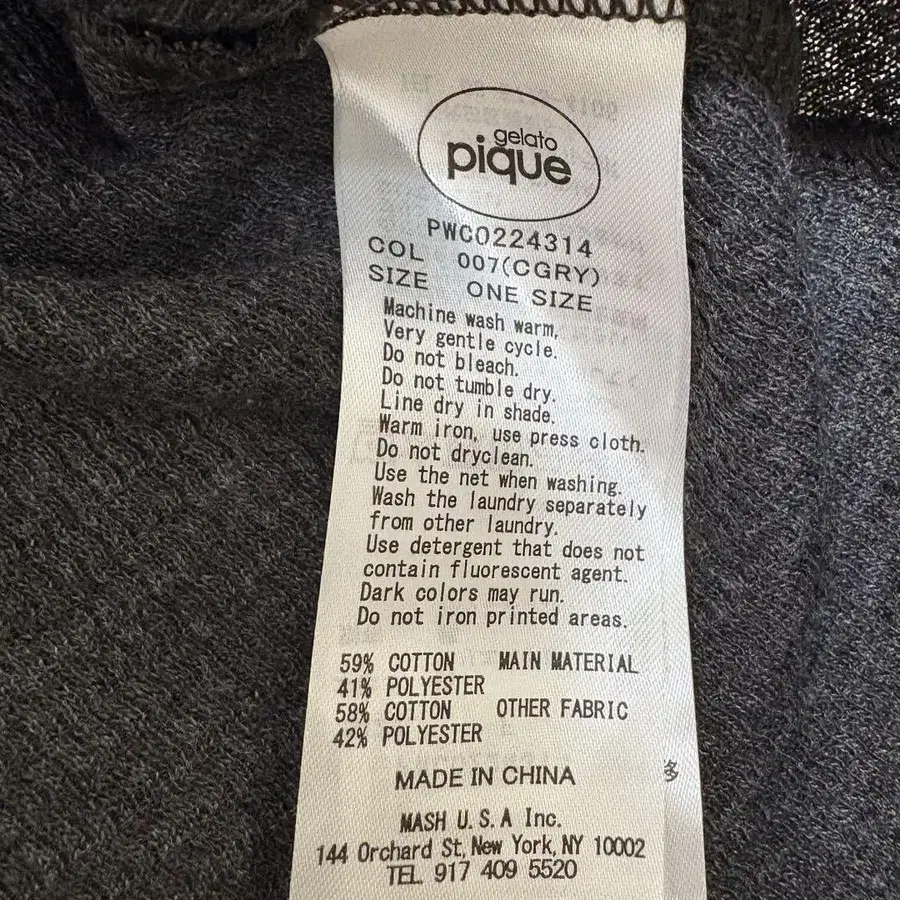 gelato
pique
PWC0224314
COL 007(CGRY)
SIZE ONE SIZE
Machine wash warm,
Very gentle cycle.
Do not bleach.
Do not tumble dry.
Line dry in shade.
Warm iron, use press cloth.
Do not dryclean.
Use the net when washing.
Wash the laundry separately
from other laundry.
Use detergent that does not
contain fluorescent agent.
Dark colors may run.
Do not iron printed areas.
59% COTTON MAIN MATERIAL
41% POLYESTER
58% COTTON OTHER FABRIC
42% POLYESTER
MADE IN CHINA
MASH U.S.A Inc.
144 Orchard St, New York, NY 10002
TEL 917 409 5520